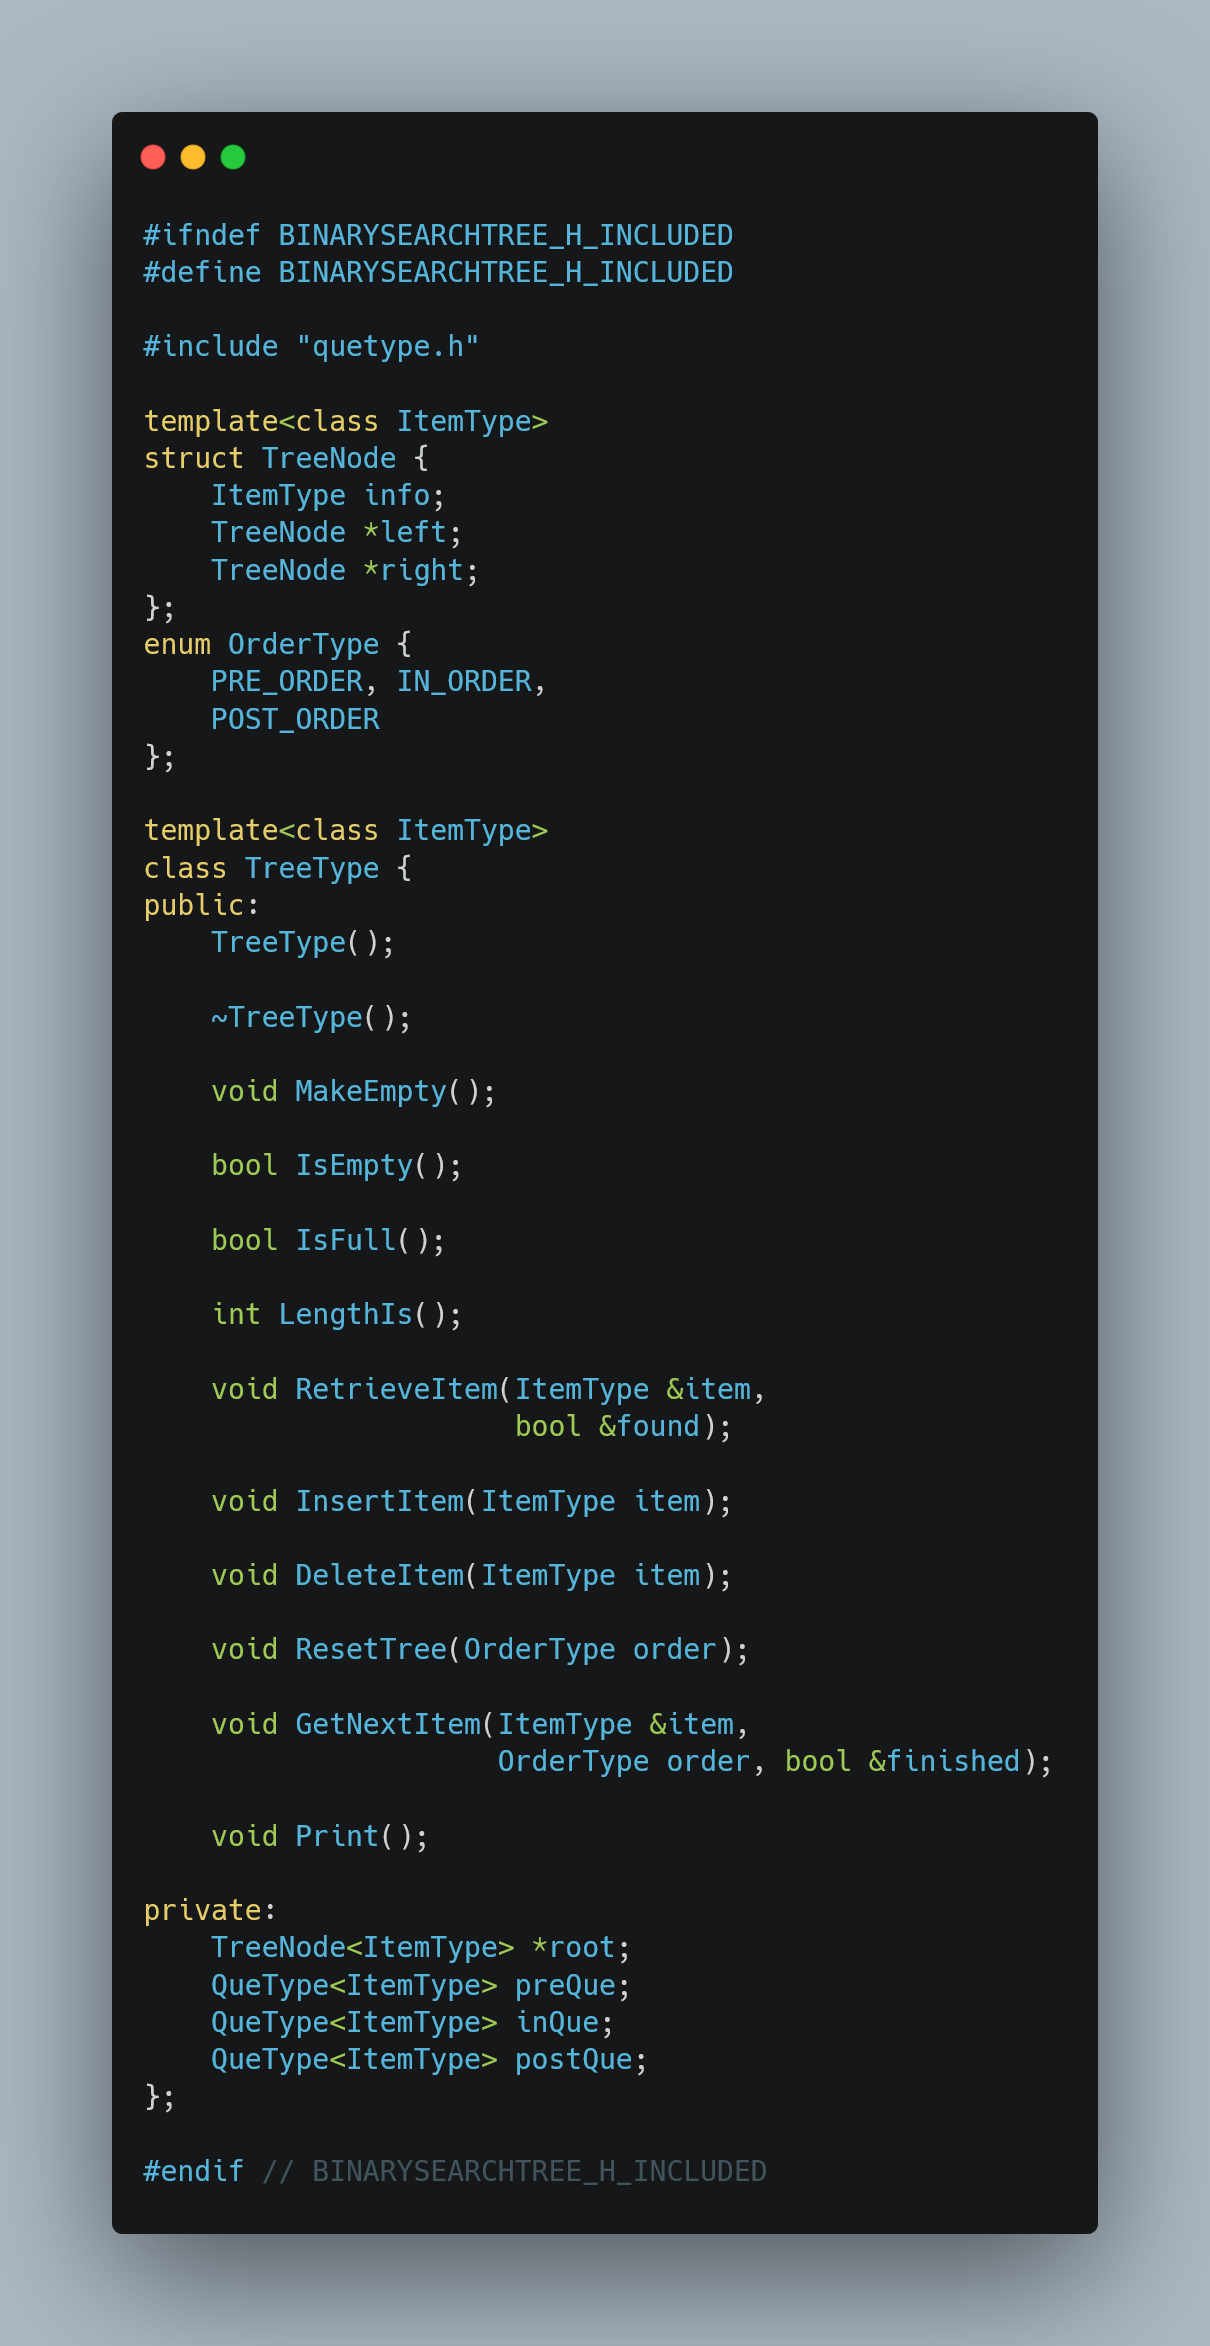 #ifndef BINARYSEARCHTREE_H_INCLUDED
#define BINARYSEARCHTREE_H_INCLUDED

#include "quetype.h"

template<class ItemType>
struct TreeNode {
    ItemType info;
    TreeNode *left;
    TreeNode *right;
};
enum OrderType {
    PRE_ORDER, IN_ORDER,
    POST_ORDER
};

template<class ItemType>
class TreeType {
public:
    TreeType();

    ~TreeType();

    void MakeEmpty();

    bool IsEmpty();

    bool IsFull();

    int LengthIs();

    void RetrieveItem(ItemType &item,
                      bool &found);

    void InsertItem(ItemType item);

    void DeleteItem(ItemType item);

    void ResetTree(OrderType order);

    void GetNextItem(ItemType &item,
                     OrderType order, bool &finished);

    void Print();

private:
    TreeNode<ItemType> *root;
    QueType<ItemType> preQue;
    QueType<ItemType> inQue;
    QueType<ItemType> postQue;
};

#endif // BINARYSEARCHTREE_H_INCLUDED